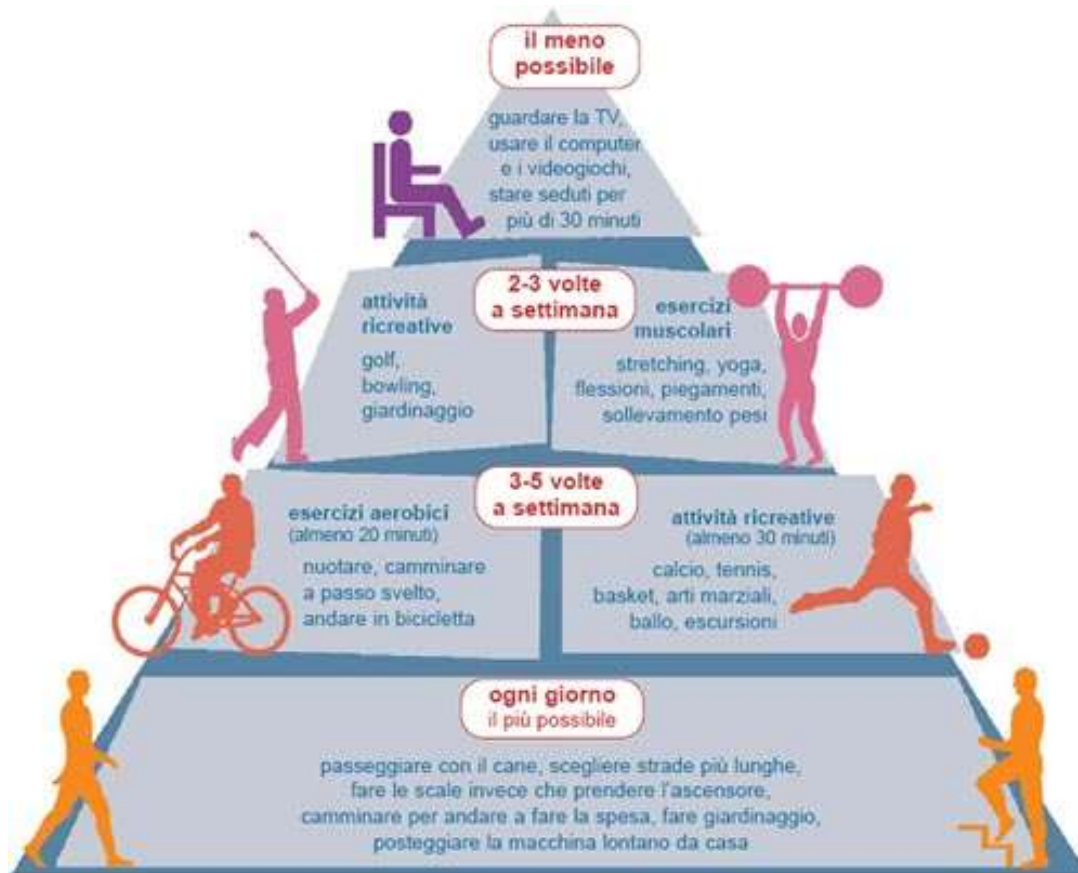 il meno
possibile
guardare la TV,
usare il computer
e i videogiochi,
stare seduti per
più di 30 minuti
2-3 volte
a settimana
attività
ricreative
golf,
bowling,
giardinaggio
esercizi
muscolari
stretching, yoga,
flessioni, piegamenti,
sollevamento pesi
3-5 volte
a settimana
esercizi aerobici
(almeno 20 minuti)
nuotare, camminare
a passo svelto,
andare in bicicletta
attività ricreative
(almeno 30 minuti)
calcio, tennis,
basket, arti marziali,
ballo, escursioni
ogni giorno
il più possibile
passeggiare con il cane, scegliere strade più lunghe,
fare le scale invece che prendere l'ascensore,
camminare per andare a fare la spesa, fare giardinaggio,
posteggiare la macchina lontano da casa